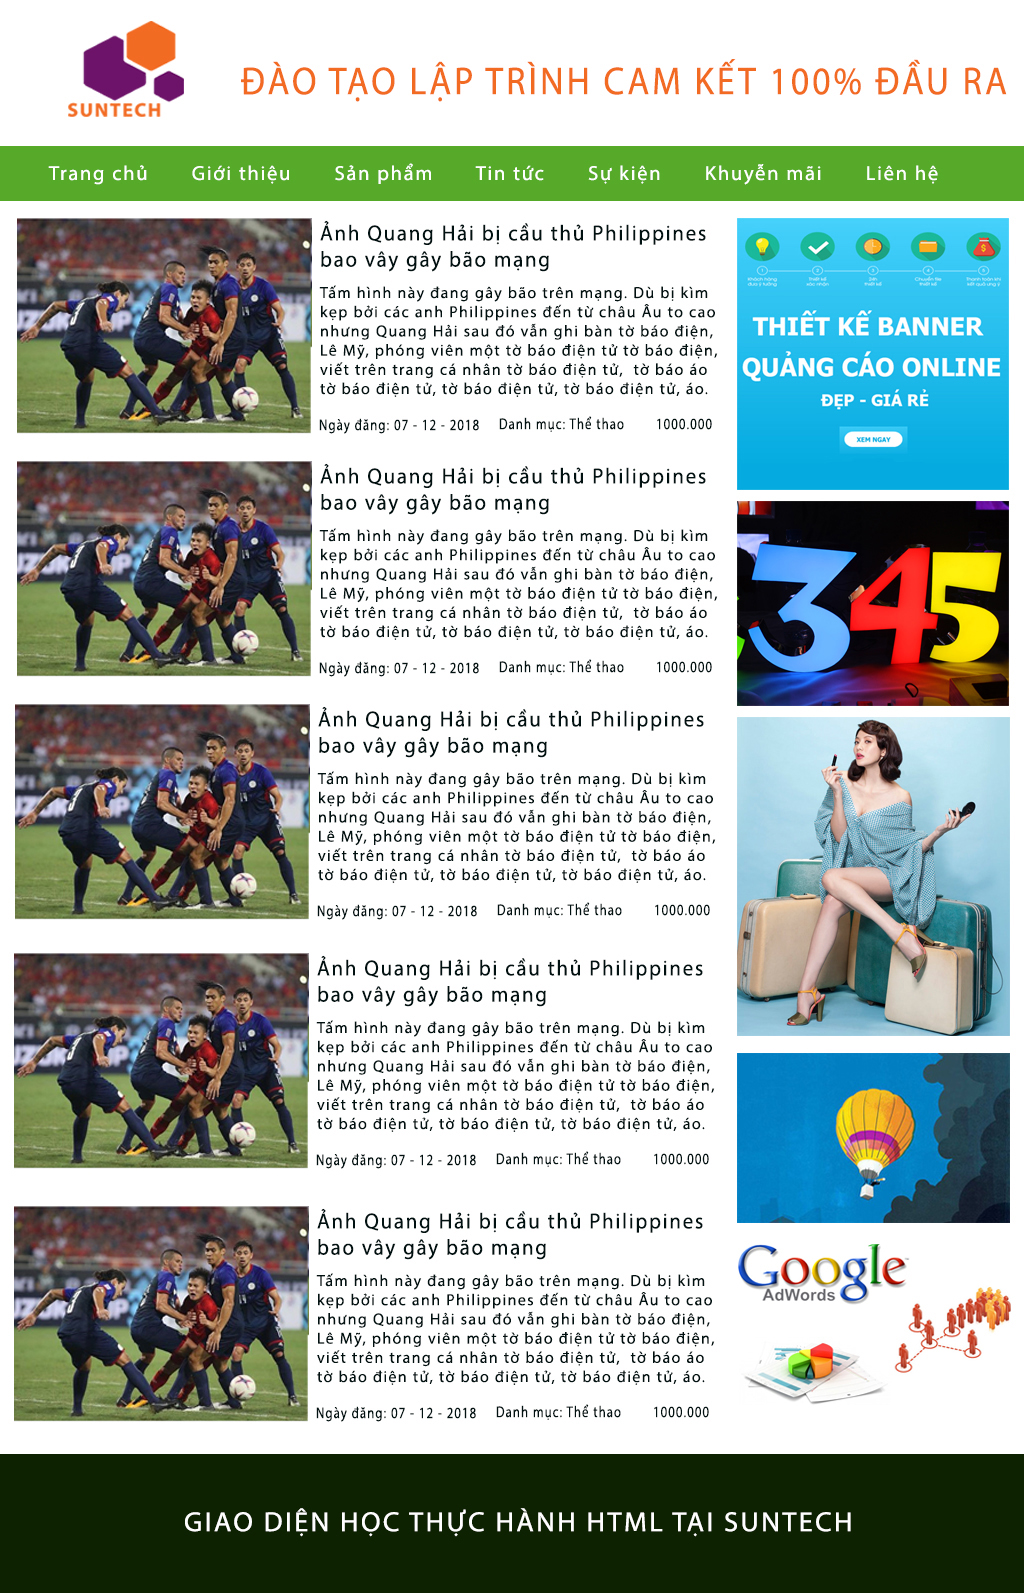 SUNTECH
ĐÀO TẠO LẬP TRÌNH CAM KẾT 100% ĐẦU RA
Trang chủ Giới thiệu Sản phẩm Tin tức Sự kiện Khuyễn mãi Liên hệ
Ảnh Quang Hải bị cầu thủ Philippines
bao vây gây bão mạng
Tấm hình này đang gây bão trên mạng. Dù bị kìm
kẹp bởi các anh Philippines đến từ châu Âu to cao
nhưng Quang Hải sau đó vẫn ghi bàn tờ báo điện,
Lê Mỹ, phóng viên một tờ báo điện tử tờ báo điện,
viết trên trang cá nhân tờ báo điện tử, tờ báo áo
tờ báo điện tử, tờ báo điện tử, tờ báo điện tử, áo.
Ngày đăng: 07 - 12 - 2018 Danh mục: Thể thao 1000.000
Ảnh Quang Hải bị cầu thủ Philippines
bao vây gây bão mạng
Tấm hình này đang gây bão trên mạng. Dù bị kìm
kẹp bởi các anh Philippines đến từ châu Âu to cao
nhưng Quang Hải sau đó vẫn ghi bàn tờ báo điện,
Lê Mỹ, phóng viên một tờ báo điện tử tờ báo điện,
viết trên trang cá nhân tờ báo điện tử, tờ báo áo
tờ báo điện tử, tờ báo điện tử, tờ báo điện tử, áo.
Ngày đăng: 07 - 12 - 2018 Danh mục: Thể thao 1000.000
Ảnh Quang Hải bị cầu thủ Philippines
bao vây gây bão mạng
Tấm hình này đang gây bão trên mạng. Dù bị kìm
kẹp bởi các anh Philippines đến từ châu Âu to cao
nhưng Quang Hải sau đó vẫn ghi bàn tờ báo điện,
Lê Mỹ, phóng viên một tờ báo điện tử tờ báo điện,
viết trên trang cá nhân tờ báo điện tử, tờ báo áo
tờ báo điện tử, tờ báo điện tử, tờ báo điện tử, áo.
Ngày đăng: 07 - 12 - 2018 Danh mục: Thể thao 1000.000
Ảnh Quang Hải bị cầu thủ Philippines
bao vây gây bão mạng
Tấm hình này đang gây bão trên mạng. Dù bị kìm
kẹp bởi các anh Philippines đến từ châu Âu to cao
nhưng Quang Hải sau đó vẫn ghi bàn tờ báo điện,
Lê Mỹ, phóng viên một tờ báo điện tử tờ báo điện,
viết trên trang cá nhân tờ báo điện tử, tờ báo áo
tờ báo điện tử, tờ báo điện tử, tờ báo điện tử, áo.
Ngày đăng: 07 - 12 - 2018 Danh mục: Thể thao 1000.000
Ảnh Quang Hải bị cầu thủ Philippines
bao vây gây bão mạng
Tấm hình này đang gây bão trên mạng. Dù bị kìm
kẹp bởi các anh Philippines đến từ châu Âu to cao
nhưng Quang Hải sau đó vẫn ghi bàn tờ báo điện,
Lê Mỹ, phóng viên một tờ báo điện tử tờ báo điện,
viết trên trang cá nhân tờ báo điện tử, tờ báo áo
tờ báo điện tử, tờ báo điện tử, tờ báo điện tử, áo.
Ngày đăng: 07 - 12 - 2018 Danh mục: Thể thao 1000.000
1 2 3 4 5
THIẾT KẾ BANNER
QUẢNG CÁO ONLINE
ĐẸP - GIÁ RẺ
XEM NGAY
345
Google
AdWords
GIAO DIỆN HỌC THỰC HÀNH HTML TẠI SUNTECH